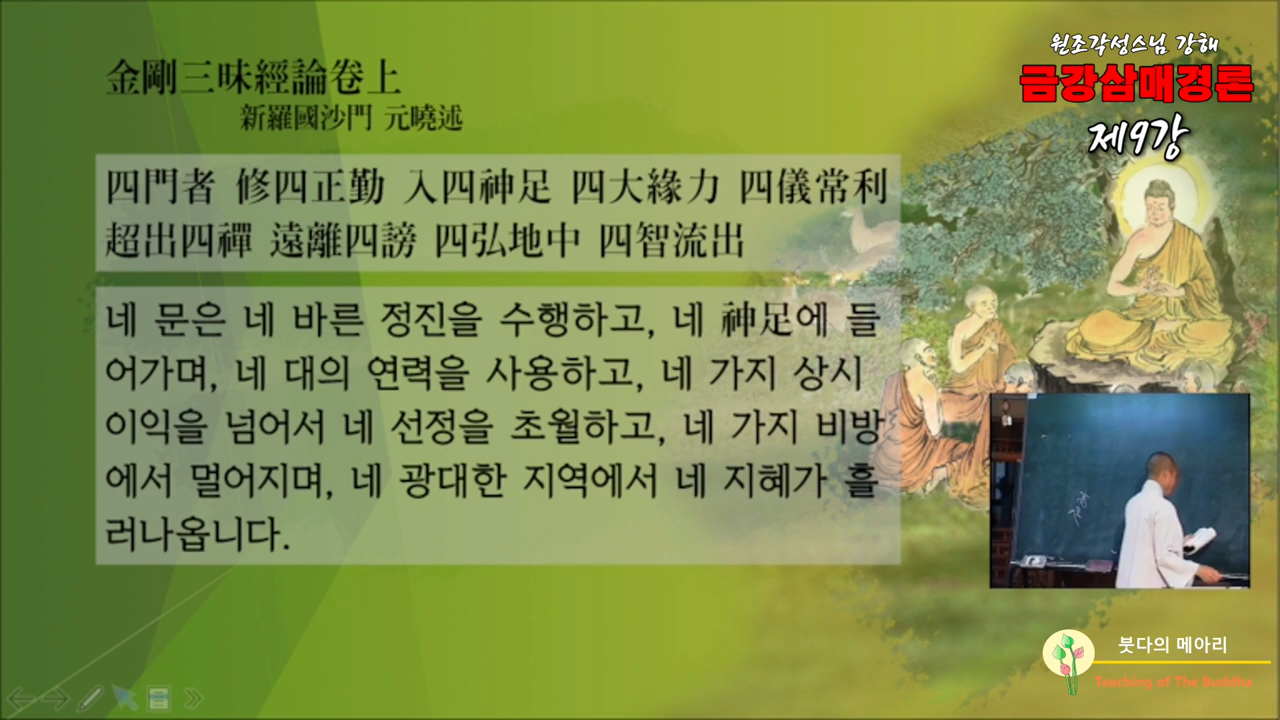 金剛三昧經論卷上
新羅國沙門 元曉述
四門者 修四正勤 入四神足 四大緣力 四儀常利
超出四禪 遠離四謗 四弘地中 四智流出
네 문은 네 바른 정진을 수행하고, 네 神足에 들
어가며, 네 대의 연력을 사용하고, 네 가지 상시
이익을 넘어서 네 선정을 초월하고, 네 가지 비방
에서 멀어지며, 네 광대한 지역에서 네 지혜가 흘
러나옵니다.
원조각성스님 강해
금강삼매경론
제9강
붓다의 메아리
Teaching of The Buddha